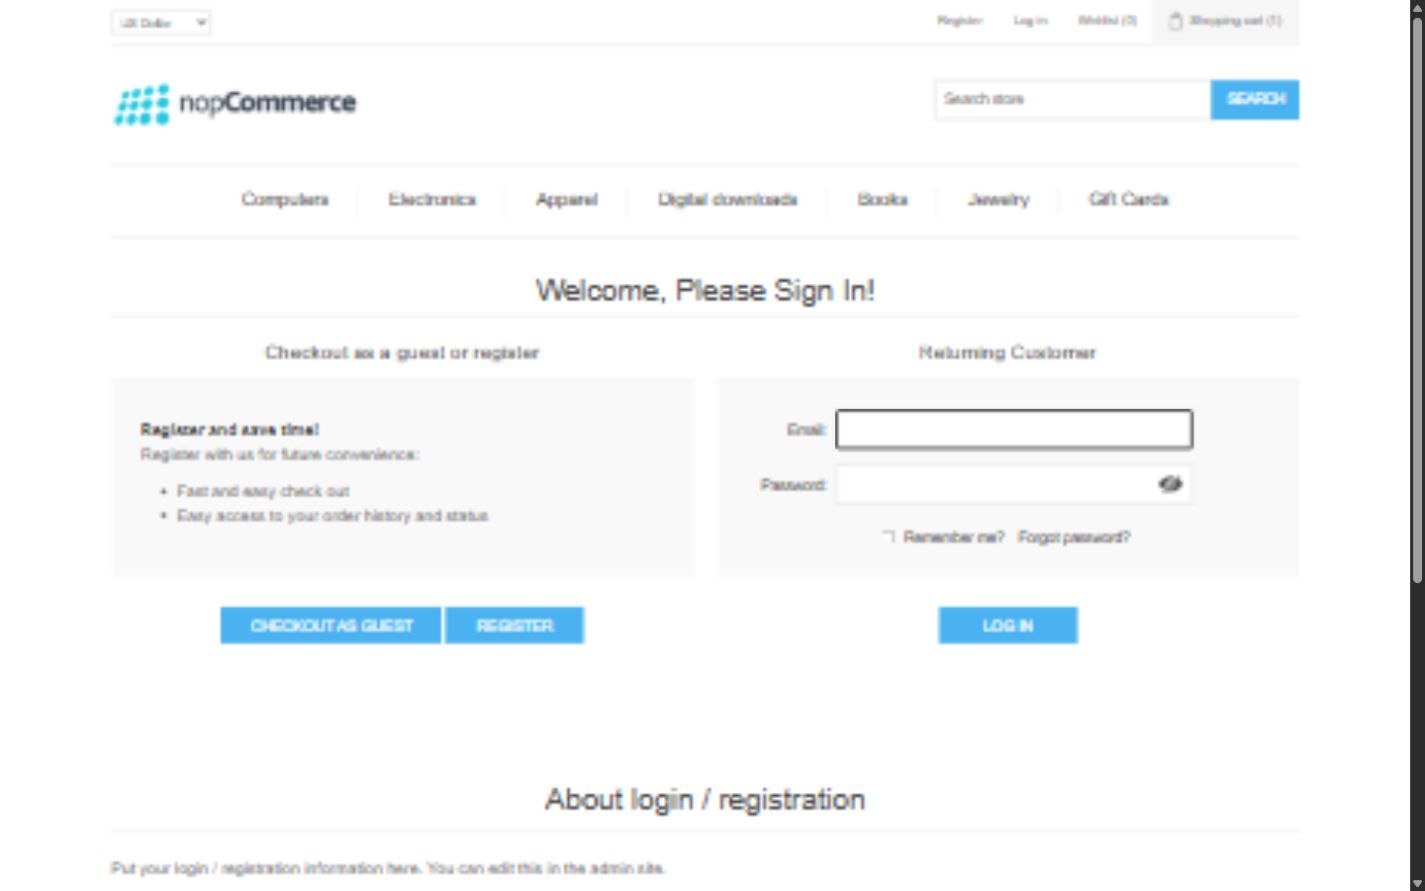 US Dollar
Register Log in Wishlist (0) Shopping cart (1)
nopCommerce
Search store SEARCH
Computers Electronics Apparel Digital downloads Books Jewelry Gift Cards
Welcome, Please Sign In!
Checkout as a guest or register
Register and save time!
Register with us for future convenience:
Fast and easy check out
Easy access to your order history and status
CHECKOUT AS GUEST REGISTER
Returning Customer
Email:
Password:
Remember me? Forgot password?
LOG IN
About login / registration
Put your login / registration information here. You can edit this in the admin site.